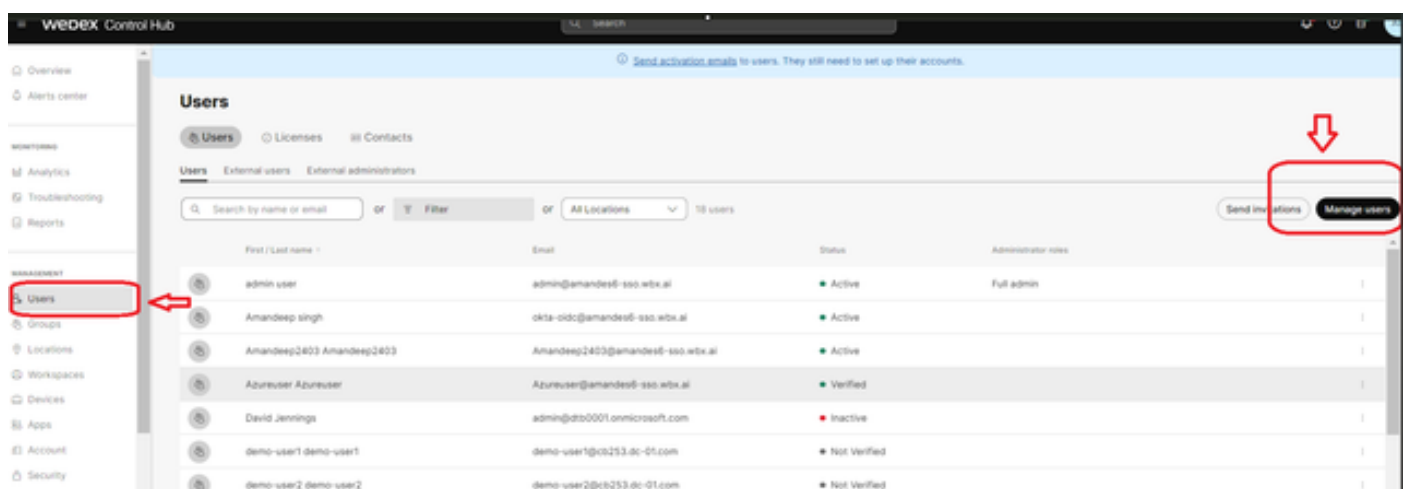 Webex Control Hub
Search
Overview
Alerts center
MONITORING
Analytics
Troubleshooting
Reports
MANAGEMENT
Users
Groups
Locations
Workspaces
Devices
Apps
Account
Security
Send activation emails to users. They still need to set up their accounts.
Users
Users Licenses Contacts
Users External users External administrators
Search by name or email or Filter or All Locations 18 users Send invitations Manage users
First / Last name Email Status Administrator roles
admin user admin@amandes6-sso.wbx.ai Active Full admin
Amandeep singh okta-oidc@amandes6-sso.wbx.ai Active
Amandeep2403 Amandeep2403 Amandeep2403@amandes6-sso.wbx.ai Active
Azureuser Azureuser Azureuser@amandes6-sso.wbx.ai Verified
David Jennings admin@dtb0001.onmicrosoft.com Inactive
demo-user1 demo-user1 demo-user1@cb253.dc-01.com Not Verified
demo-user2 demo-user2 demo-user2@cb253.dc-01.com Not Verified